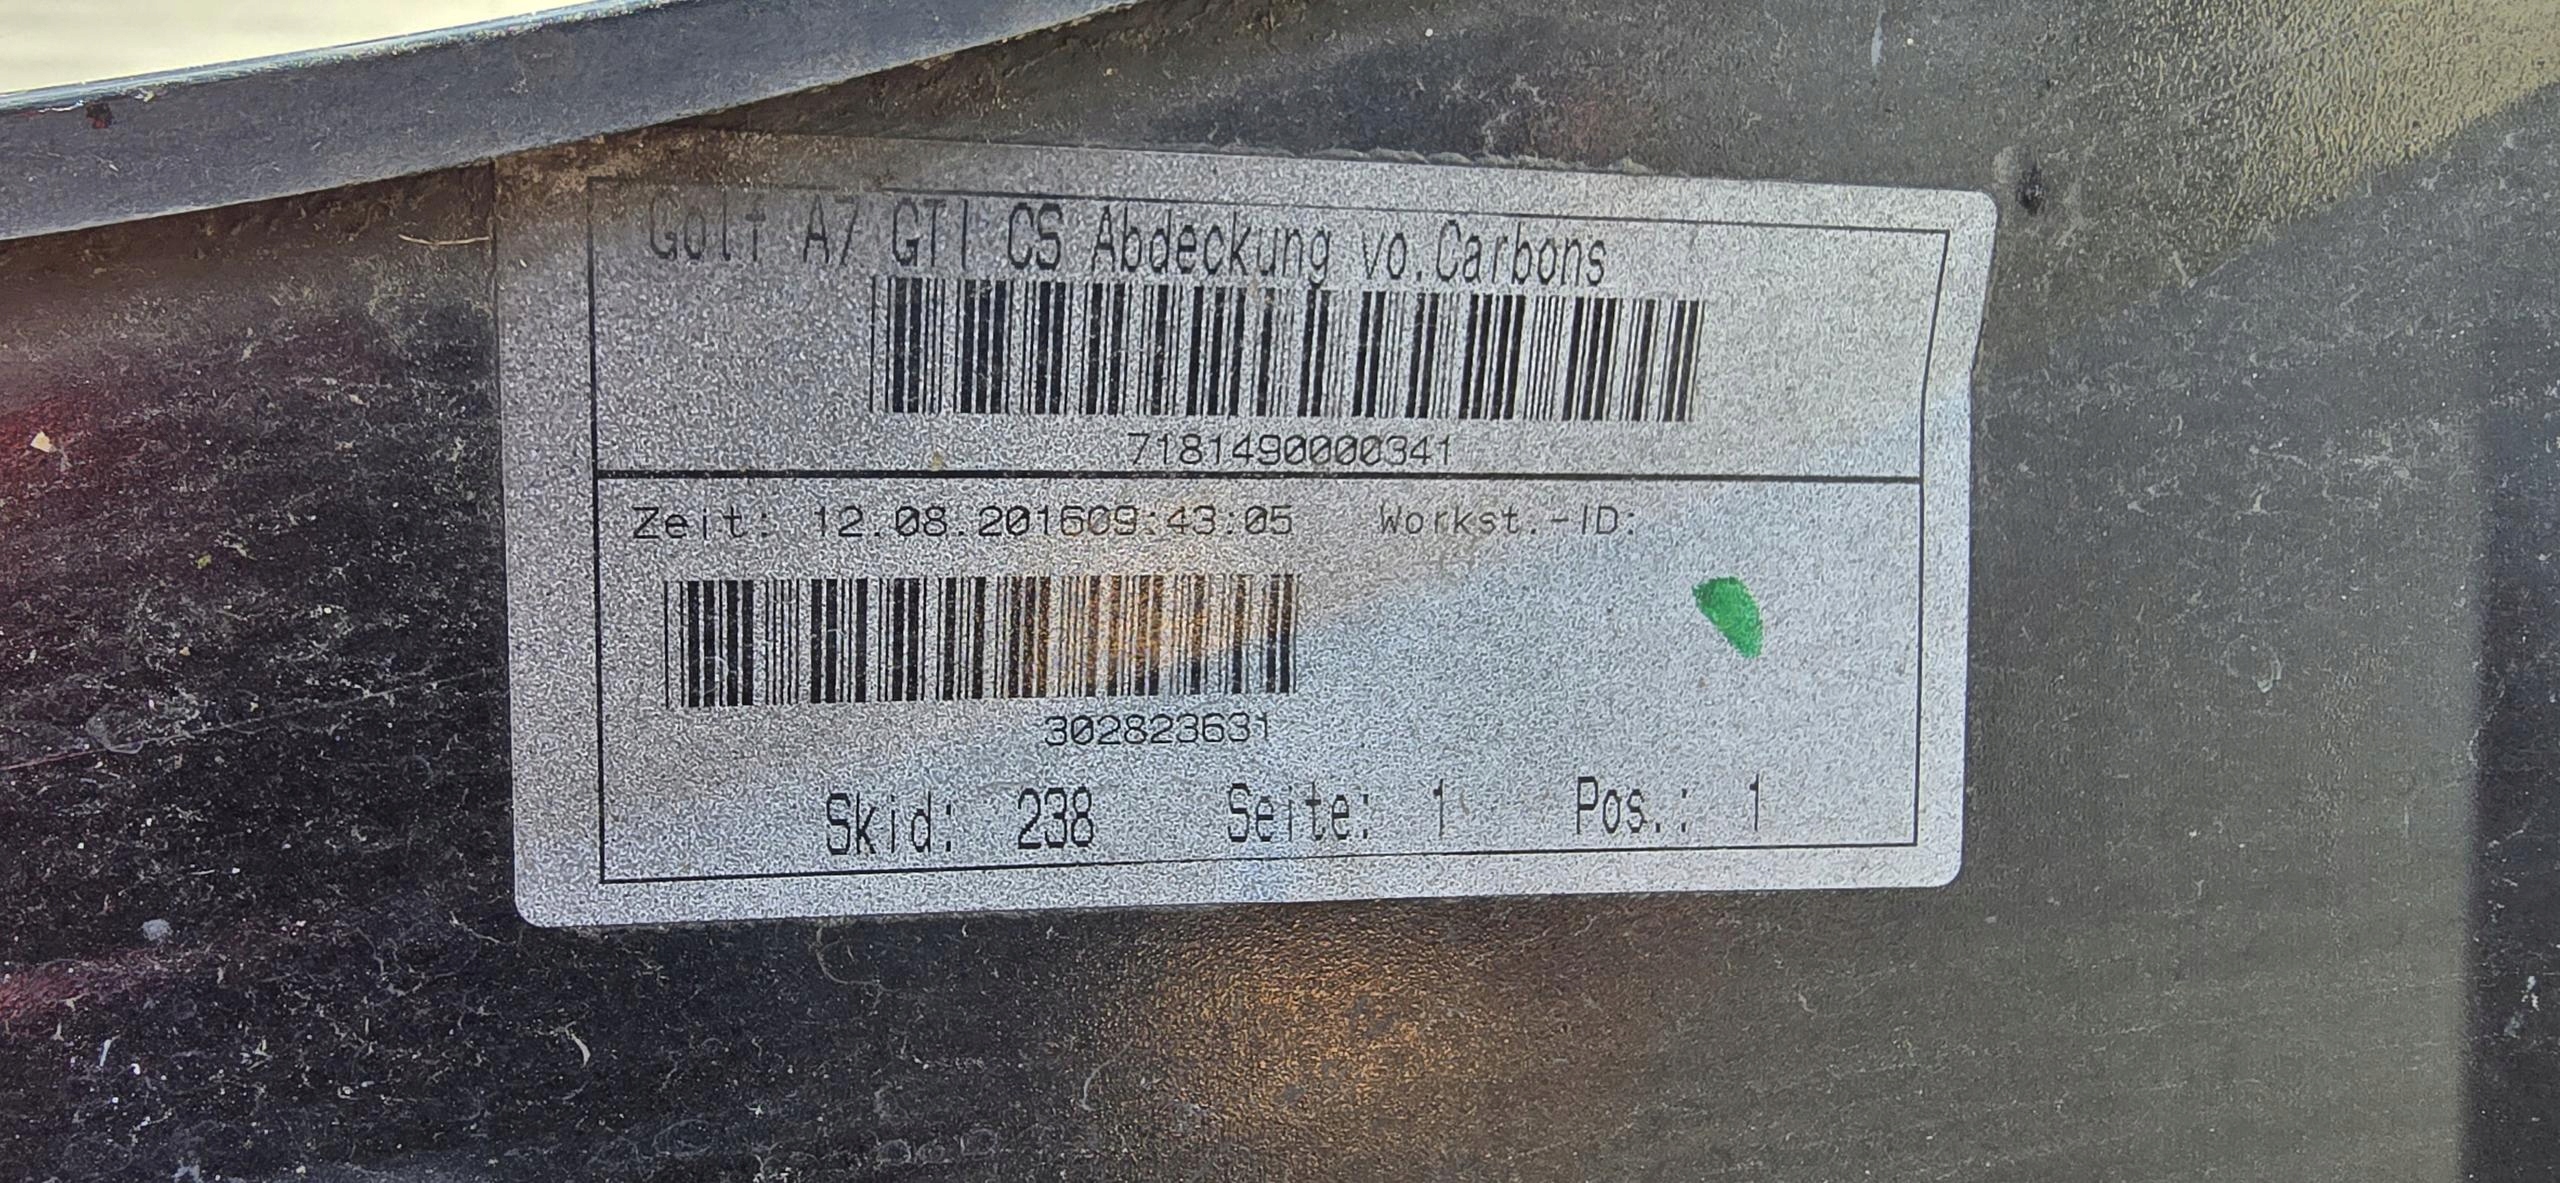 Golf A7 GTI CS Abdeckung vo.Carbons
7181490000341
Zeit: 12.08.201609:43:05 Workst.-ID:
302823631
Skid: 238 Seite: 1 Pos.: 1